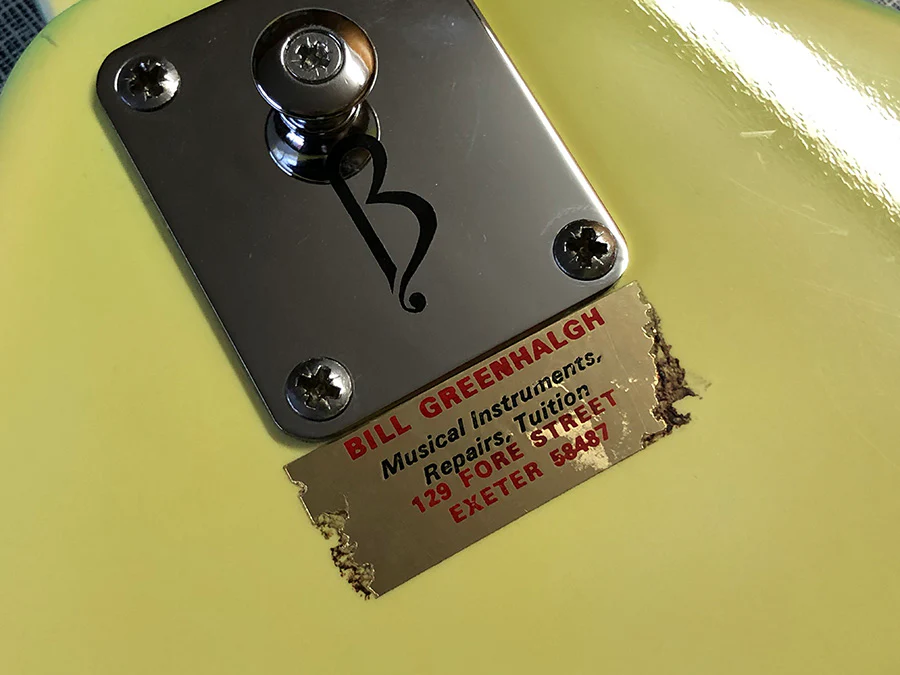 B
BILL GREENHALGH
Musical Instruments,
Repairs, Tuition
129 FORE STREET
EXETER 58487